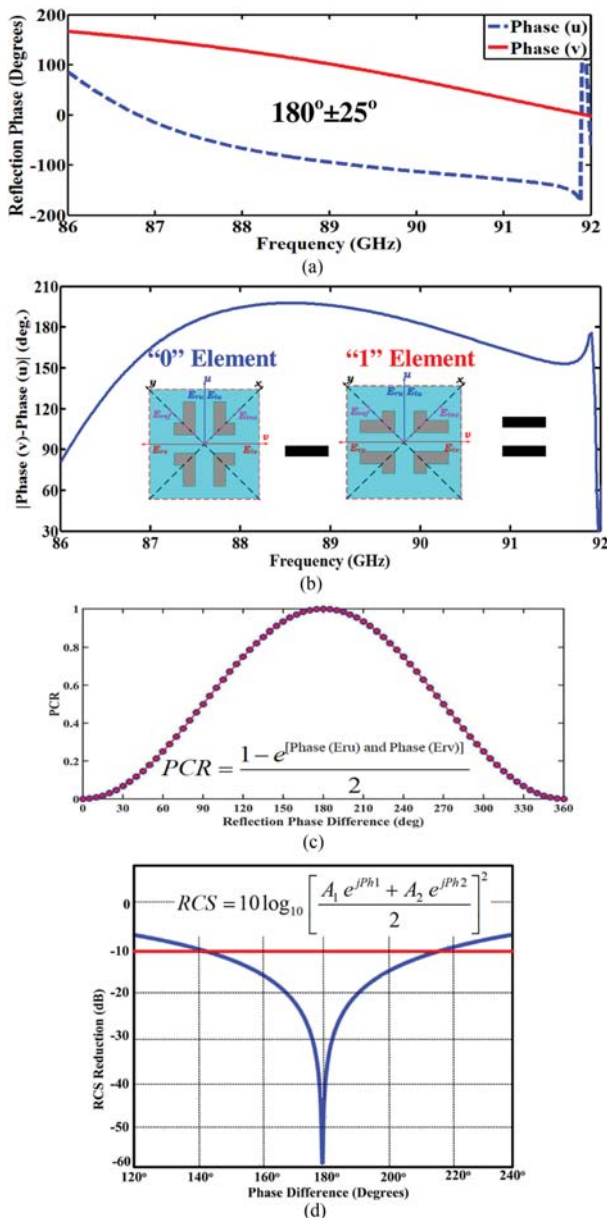 200
100
0
-100
-200
Reflection Phase (Degrees)
Phase (u)
Phase (v)
180°±25°
86 87 88 89 90 91 92
Frequency (GHz)
(a)
210
180
150
120
90
60
30
|Phase (v)-Phase (u)| (deg.)
“0” Element “1” Element
y u x y u x
Eru Eiu Eru Eiu
v v
86 87 88 89 90 91 92
Frequency (GHz)
(b)
1
0.8
0.6
0.4
0.2
0
PCR
PCR = 1 − e^[Phase (Eru) and Phase (Erv)] / 2
0 30 60 90 120 150 180 210 240 270 300 330 360
Reflection Phase Difference (deg)
(c)
RCS = 10 log10 [ A1 e^jPh1 + A2 e^jPh2 / 2 ]^2
0
-10
-20
-30
-40
-50
-60
RCS Reduction (dB)
120° 140° 160° 180° 200° 220° 240°
Phase Difference (Degrees)
(d)